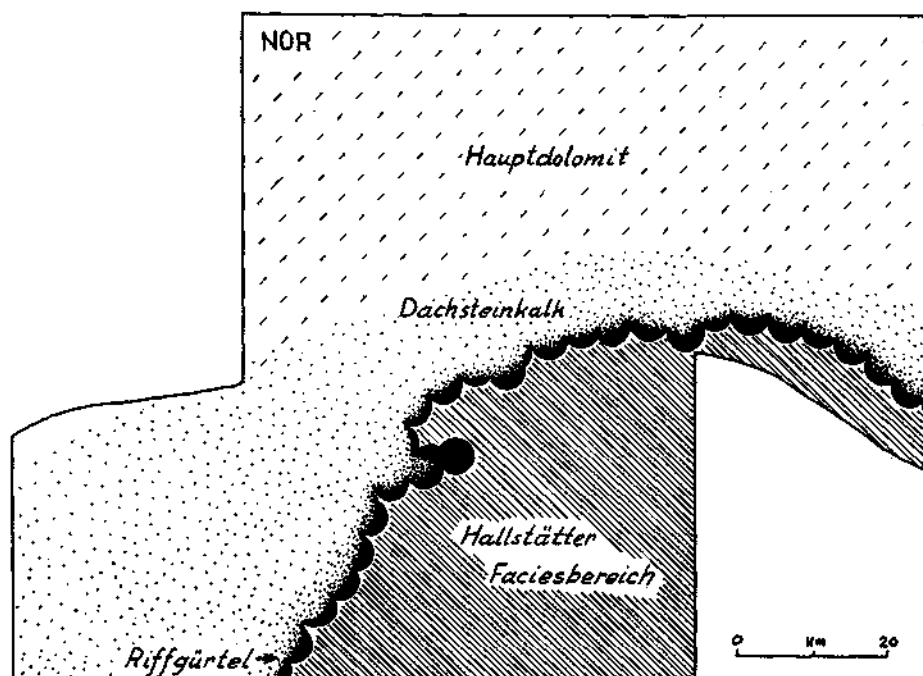 NOR
Hauptdolomit
Dachsteinkalk
Hallstätter
Faciesbereich
Riffgürtel
0 Km 20